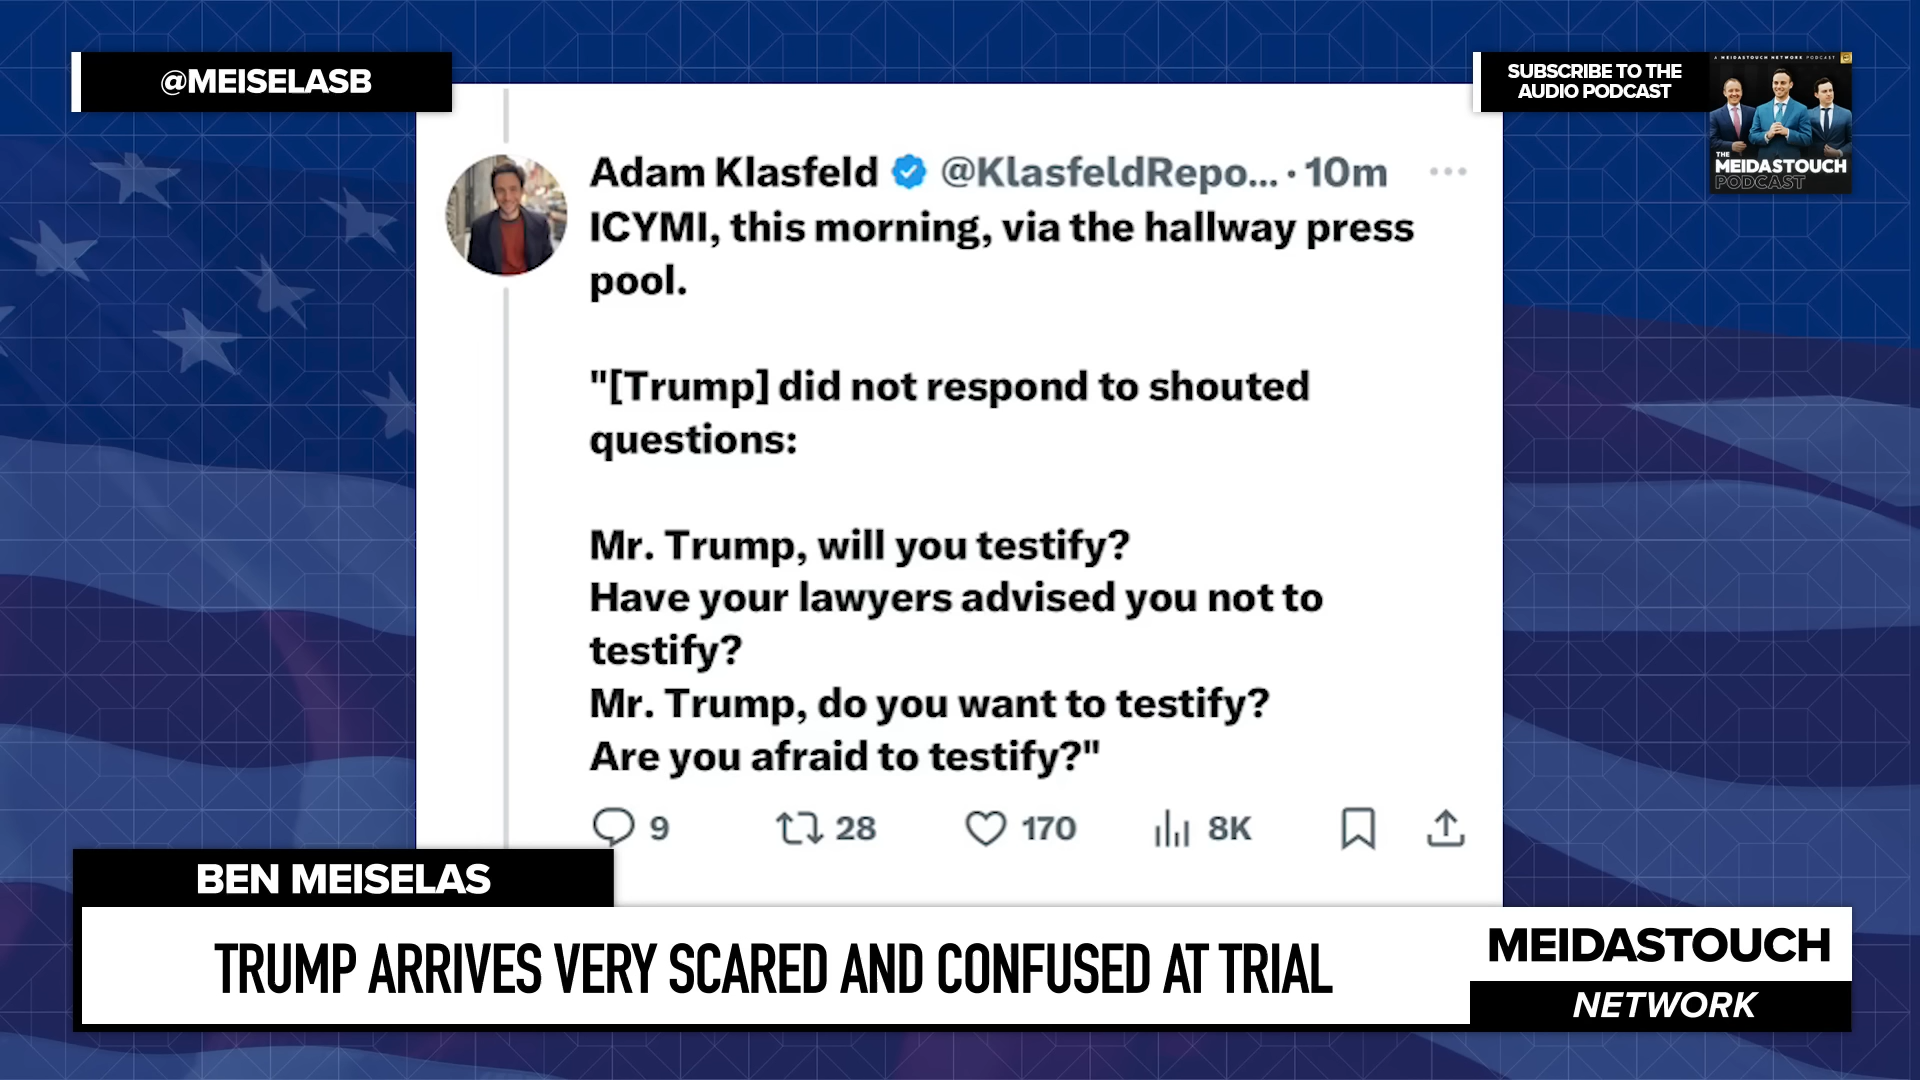 @MEISELASB
SUBSCRIBE TO THE
AUDIO PODCAST
A MEIDASTOUCH NETWORK PODCAST
THE
MEIDASTOUCH
PODCAST
Adam Klasfeld @KlasfeldRepo... · 10m
ICYMI, this morning, via the hallway press
pool.
"[Trump] did not respond to shouted
questions:
Mr. Trump, will you testify?
Have your lawyers advised you not to
testify?
Mr. Trump, do you want to testify?
Are you afraid to testify?"
9 28 170 8K
BEN MEISELAS
TRUMP ARRIVES VERY SCARED AND CONFUSED AT TRIAL
MEIDASTOUCH
NETWORK